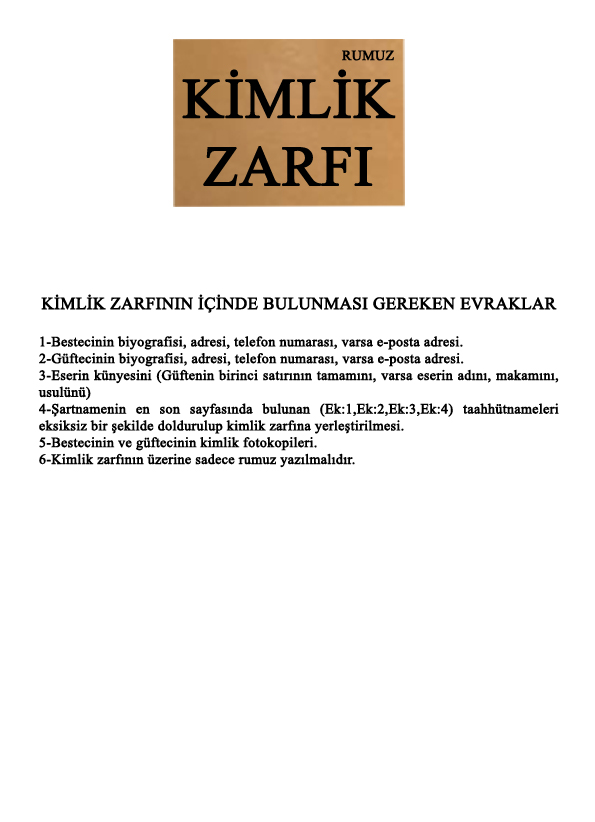 RUMUZ
KİMLİK
ZARFI
KİMLİK ZARFININ İÇİNDE BULUNMASI GEREKEN EVRAKLAR
1-Bestecinin biyografisi, adresi, telefon numarası, varsa e-posta adresi.
2-Güftecinin biyografisi, adresi, telefon numarası, varsa e-posta adresi.
3-Eserin künyesini (Güftenin birinci satırının tamamını, varsa eserin adını, makamını,
usulünü)
4-Şartnamenin en son sayfasında bulunan (Ek:1,Ek:2,Ek:3,Ek:4) taahhütnameleri
eksiksiz bir şekilde doldurulup kimlik zarfına yerleştirilmesi.
5-Bestecinin ve güftecinin kimlik fotokopileri.
6-Kimlik zarfının üzerine sadece rumuz yazılmalıdır.